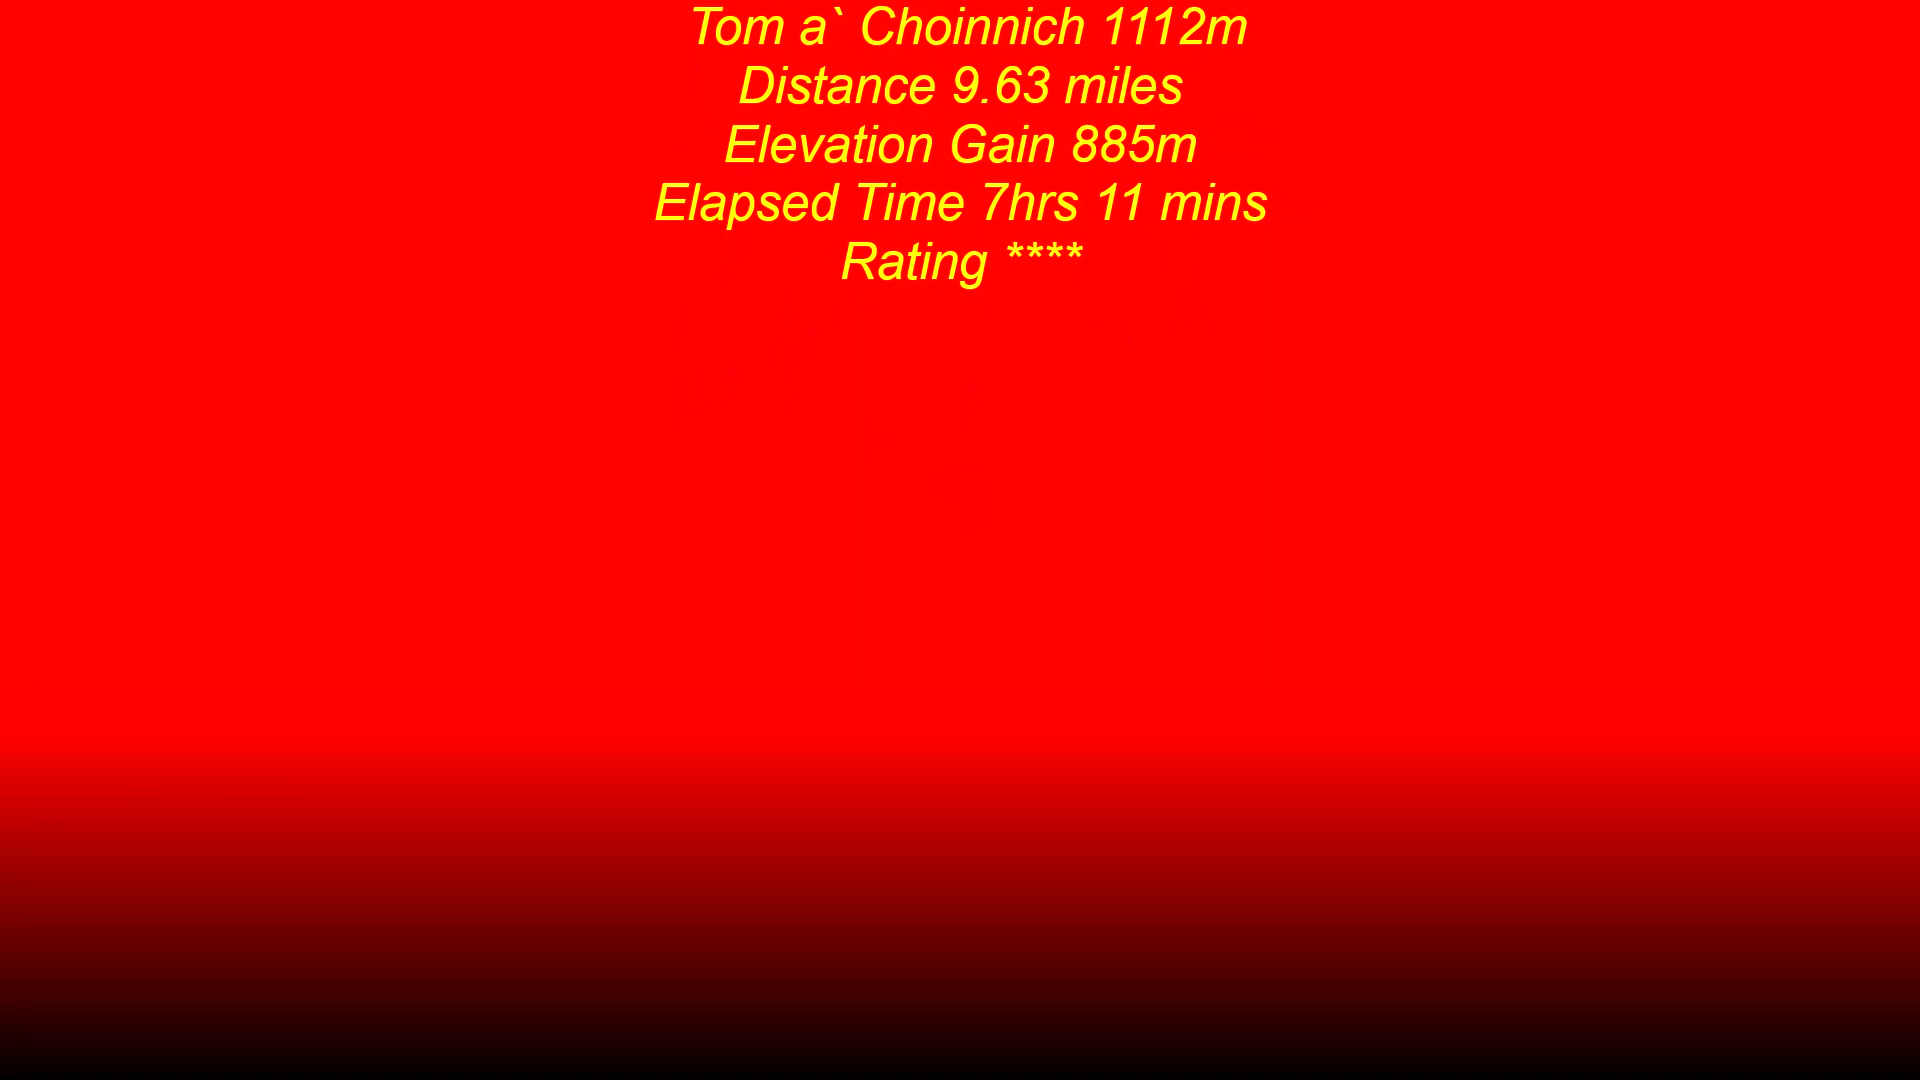 Tom a` Choinnich 1112m
Distance 9.63 miles
Elevation Gain 885m
Elapsed Time 7hrs 11 mins
Rating ****